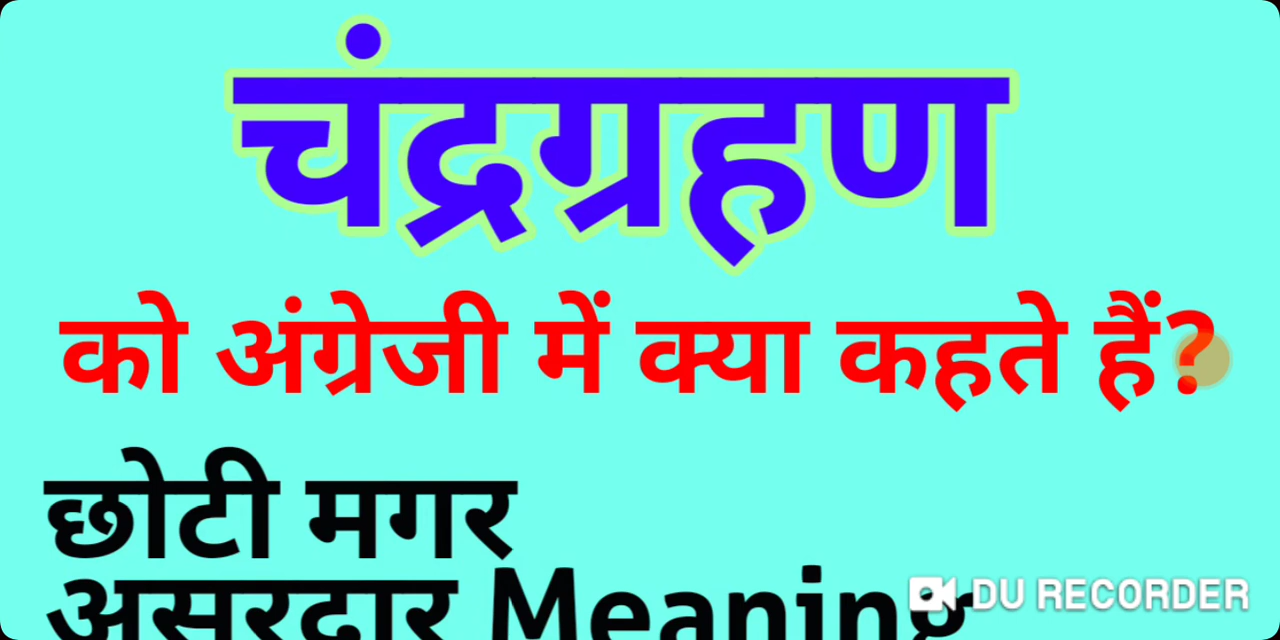 चंद्रग्रहण
को अंग्रेजी में क्या कहते हैं?
छोटी मगर
असरदार Meaning
DU RECORDER